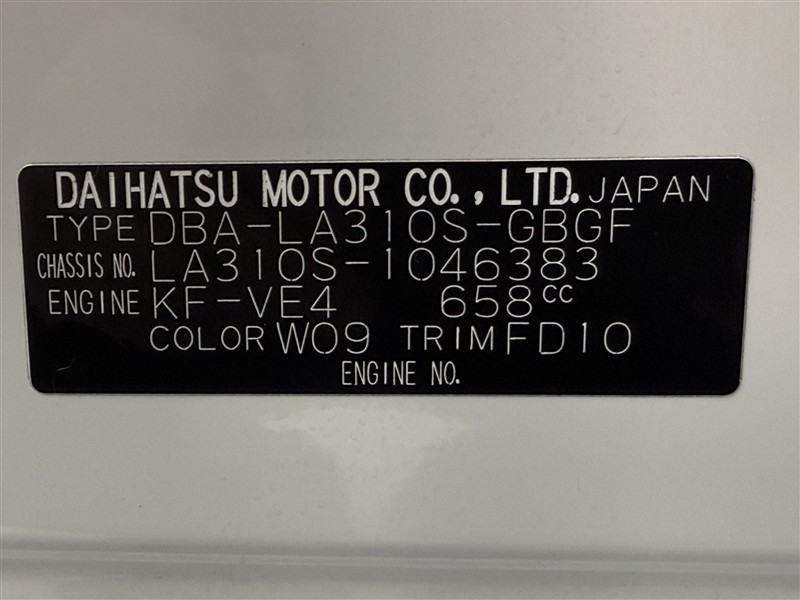 DAIHATSU MOTOR CO., LTD. JAPAN
TYPE DBA-LA310S-GBGF
CHASSIS NO. LA310S-1046383
ENGINE KF-VE4 658cc
COLOR W09 TRIM FD10
ENGINE NO.